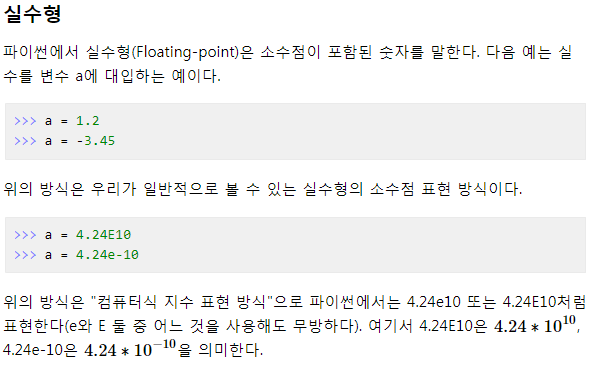 실수형
파이썬에서 실수형(Floating-point)은 소수점이 포함된 숫자를 말한다. 다음 예는 실
수를 변수 a에 대입하는 예이다.
>>> a = 1.2
>>> a = -3.45
위의 방식은 우리가 일반적으로 볼 수 있는 실수형의 소수점 표현 방식이다.
>>> a = 4.24E10
>>> a = 4.24e-10
위의 방식은 "컴퓨터식 지수 표현 방식"으로 파이썬에서는 4.24e10 또는 4.24E10처럼
표현한다(e와 E 둘 중 어느 것을 사용해도 무방하다). 여기서 4.24E10은 4.24 * 10¹⁰,
4.24e-10은 4.24 * 10⁻¹⁰을 의미한다.